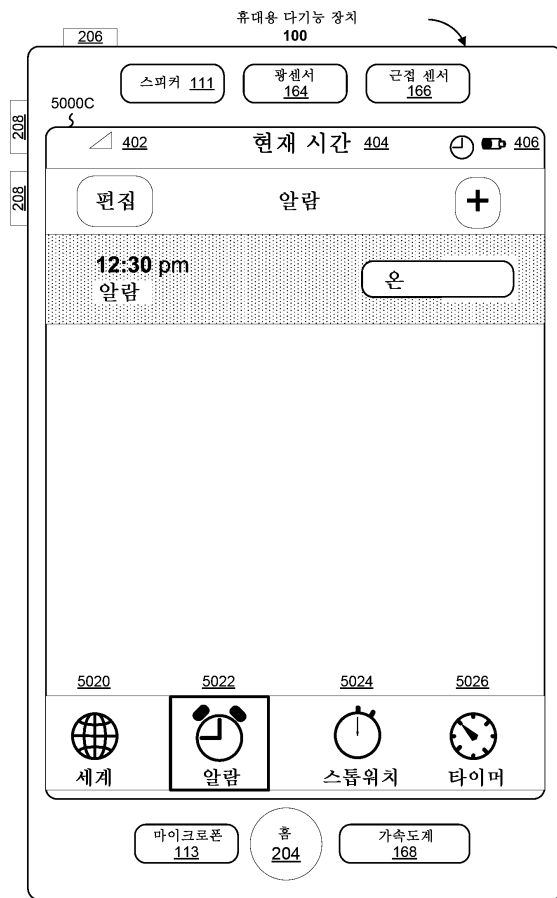 휴대용 다기능 장치
100
206
스피커 111
광센서
164
근접 센서
166
5000C
208
208
402
현재 시간 404
406
편집
알람
+
12:30 pm
알람
온
5020
5022
5024
5026
세계
알람
스톱워치
타이머
마이크로폰
113
홈
204
가속도계
168